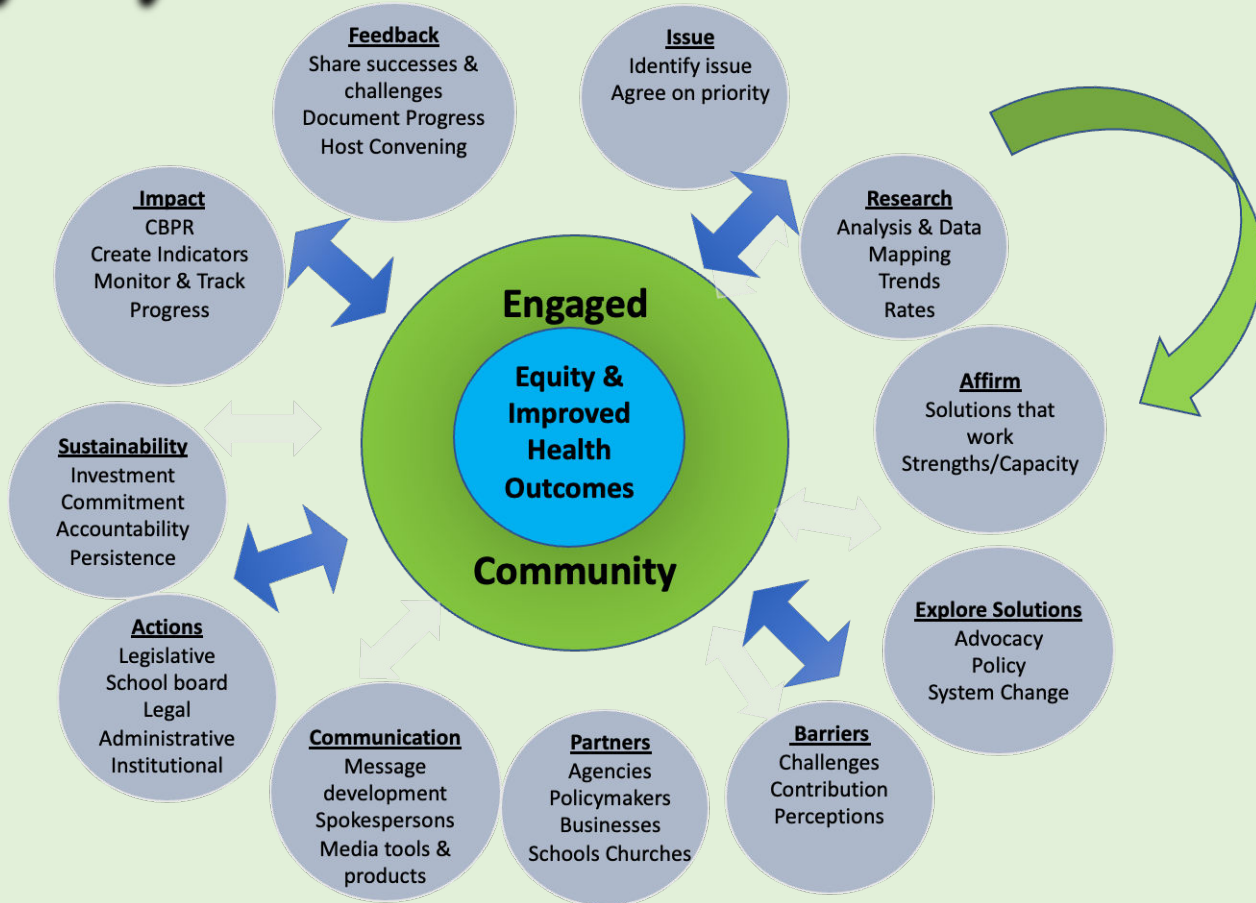 Feedback
Share successes &
challenges
Document Progress
Host Convening
Issue
Identify issue
Agree on priority
Research
Analysis & Data
Mapping
Trends
Rates
Affirm
Solutions that
work
Strengths/Capacity
Explore Solutions
Advocacy
Policy
System Change
Barriers
Challenges
Contribution
Perceptions
Partners
Agencies
Policymakers
Businesses
Schools Churches
Communication
Message
development
Spokespersons
Media tools &
products
Actions
Legislative
School board
Legal
Administrative
Institutional
Sustainability
Investment
Commitment
Accountability
Persistence
Impact
CBPR
Create Indicators
Monitor & Track
Progress
Engaged
Equity &
Improved
Health
Outcomes
Community